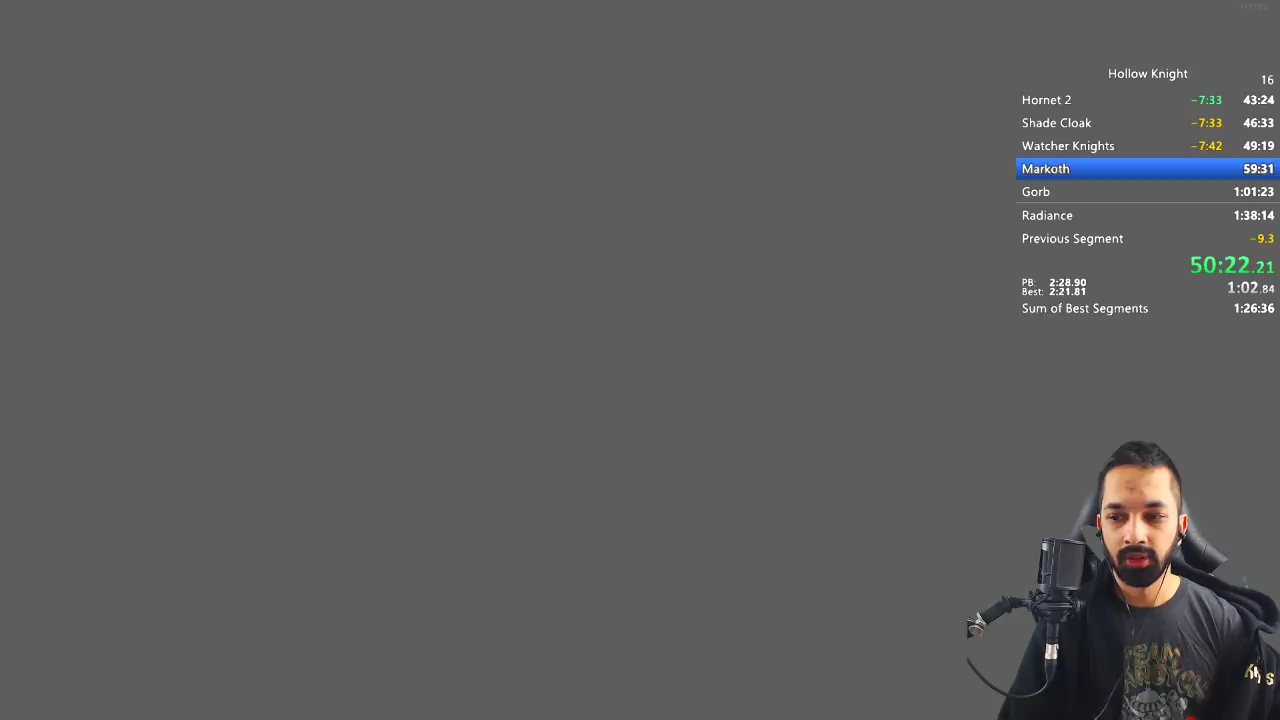 Hollow Knight
16
Hornet 2 -7:33 43:24
Shade Cloak -7:33 46:33
Watcher Knights -7:42 49:19
Markoth 59:31
Gorb 1:01:23
Radiance 1:38:14
Previous Segment -9.3
50:22.21
PB: 2:28.90
Best: 2:21.81
1:02.84
Sum of Best Segments 1:26:36